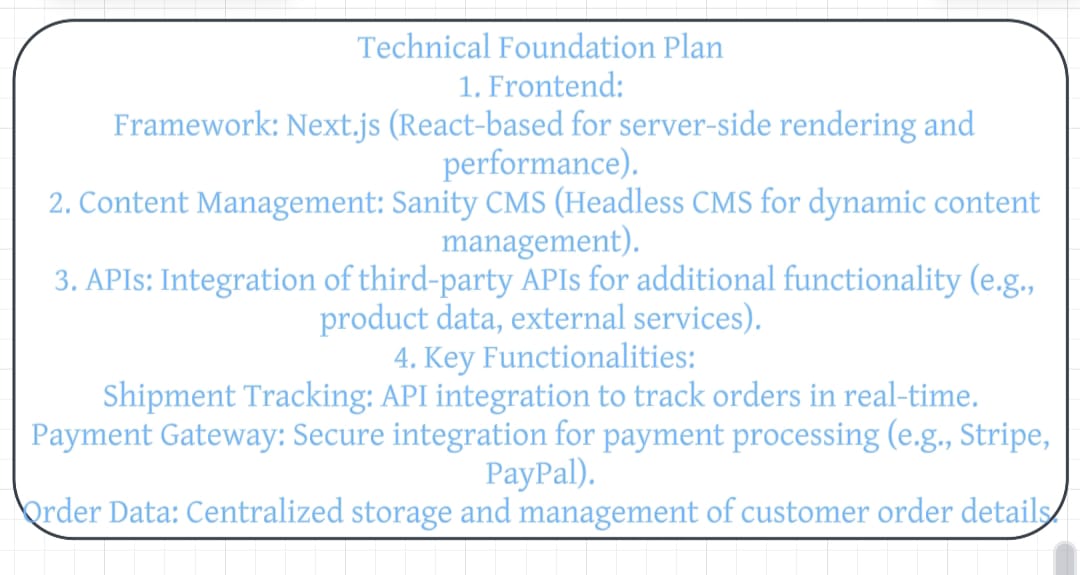 Technical Foundation Plan
1. Frontend:
Framework: Next.js (React-based for server-side rendering and
performance).
2. Content Management: Sanity CMS (Headless CMS for dynamic content
management).
3. APIs: Integration of third-party APIs for additional functionality (e.g.,
product data, external services).
4. Key Functionalities:
Shipment Tracking: API integration to track orders in real-time.
Payment Gateway: Secure integration for payment processing (e.g., Stripe,
PayPal).
Order Data: Centralized storage and management of customer order details.